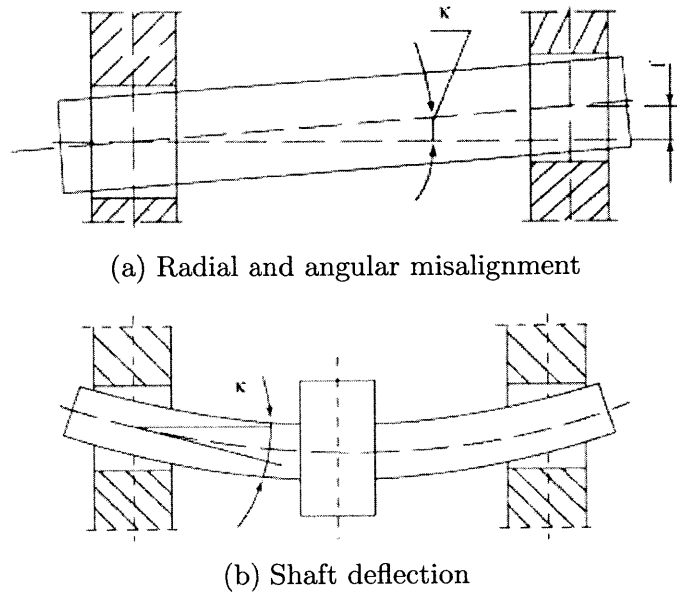 κ
(a) Radial and angular misalignment
κ
(b) Shaft deflection